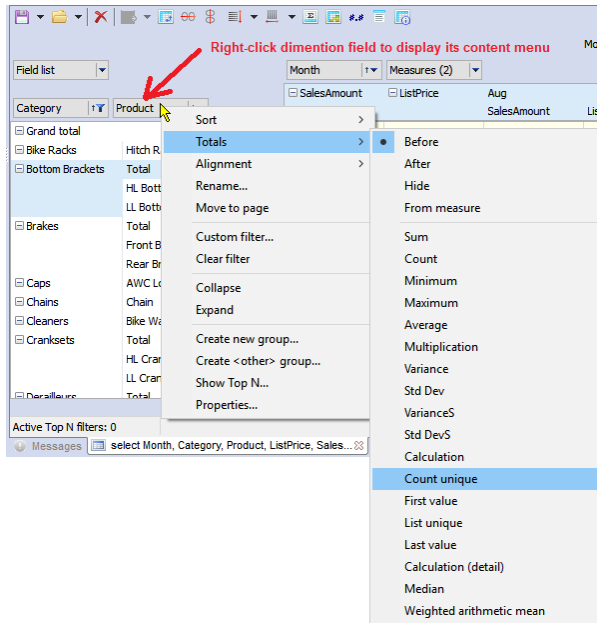 Right-click dimention field to display its content menu
Mo
Field list
Month
Measures (2)
SalesAmount
ListPrice
Aug
SalesAmount
Lis
Category
Product
Grand total
Bike Racks
Hitch R
Bottom Brackets
Total
HL Bott
LL Bott
Brakes
Total
Front B
Rear Br
Caps
AWC Lo
Chains
Chain
Cleaners
Bike Wa
Cranksets
Total
HL Cran
LL Cran
Derailleurs
Total
Active Top N filters: 0
Messages
select Month, Category, Product, ListPrice, Sales...
Sort
Totals
Alignment
Rename...
Move to page
Custom filter...
Clear filter
Collapse
Expand
Create new group...
Create <other> group...
Show Top N...
Properties...
Before
After
Hide
From measure
Sum
Count
Minimum
Maximum
Average
Multiplication
Variance
Std Dev
VarianceS
Std DevS
Calculation
Count unique
First value
List unique
Last value
Calculation (detail)
Median
Weighted arithmetic mean